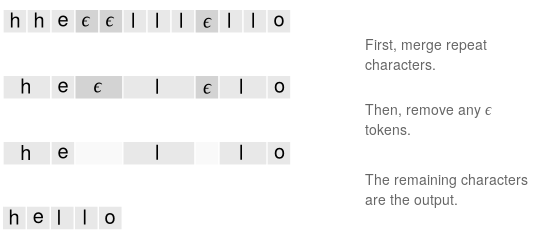 h h e ϵ ϵ l l l ϵ l l o
First, merge repeat
characters.
h e ϵ l ϵ l o
Then, remove any ϵ
tokens.
h e l l o
The remaining characters
are the output.
h e l l o